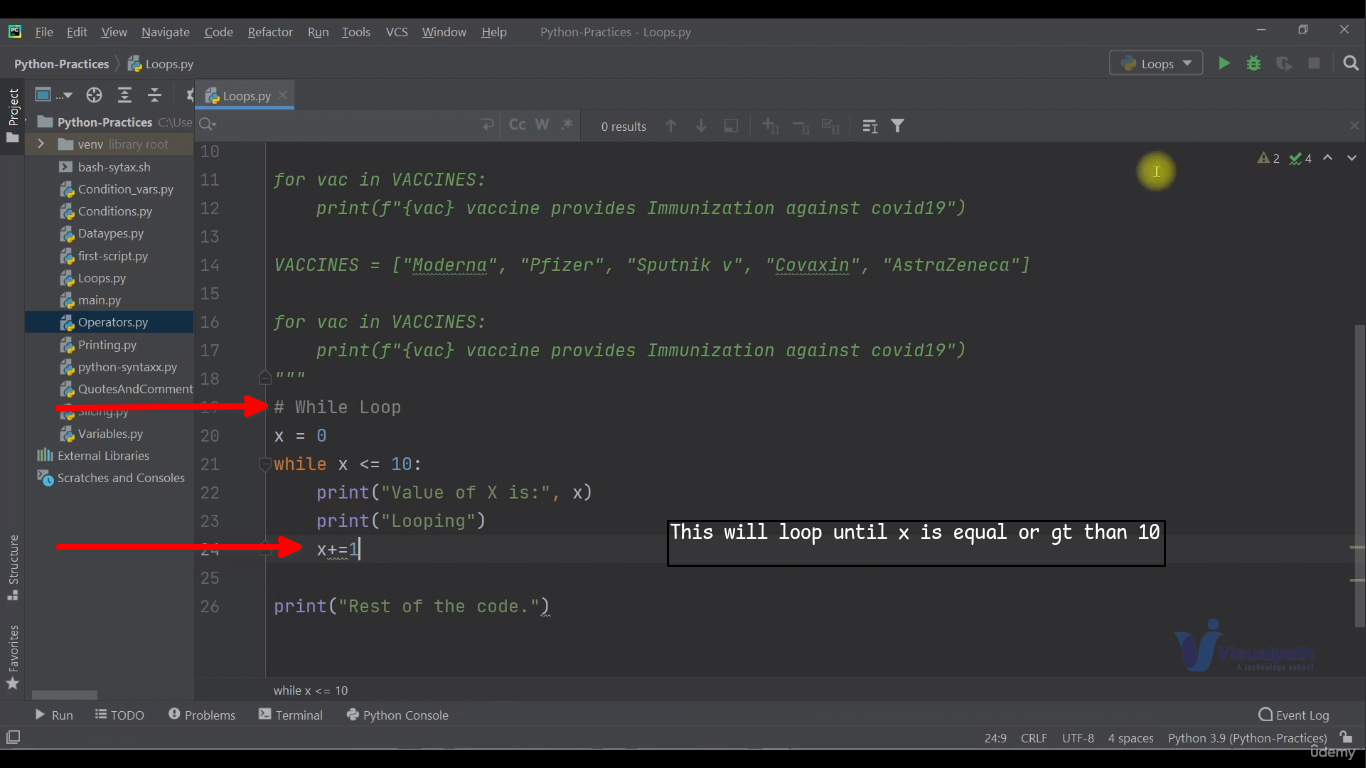 File Edit View Navigate Code Refactor Run Tools VCS Window Help Python-Practices - Loops.py
Python-Practices Loops.py Loops
Project ... Loops.py
Python-Practices C:\Use
Cc W .* 0 results
venv library root
bash-sytax.sh
Condition_vars.py
Conditions.py
Dataypes.py
first-script.py
Loops.py
main.py
Operators.py
Printing.py
python-syntaxx.py
QuotesAndComment
Slicing.py
Variables.py
External Libraries
Scratches and Consoles
Structure
Favorites
2 4
10
11 for vac in VACCINES:
12 print(f"{vac} vaccine provides Immunization against covid19")
13
14 VACCINES = ["Moderna", "Pfizer", "Sputnik v", "Covaxin", "AstraZeneca"]
15
16 for vac in VACCINES:
17 print(f"{vac} vaccine provides Immunization against covid19")
18 """
19 # While Loop
20 x = 0
21 while x <= 10:
22 print("Value of X is:", x)
23 print("Looping")
24 x+=1
25
26 print("Rest of the code.")
This will loop until x is equal or gt than 10
Visualpath
A technology school
while x <= 10
Run TODO Problems Terminal Python Console Event Log
24:9 CRLF UTF-8 4 spaces Python 3.9 (Python-Practices)
ûdemy